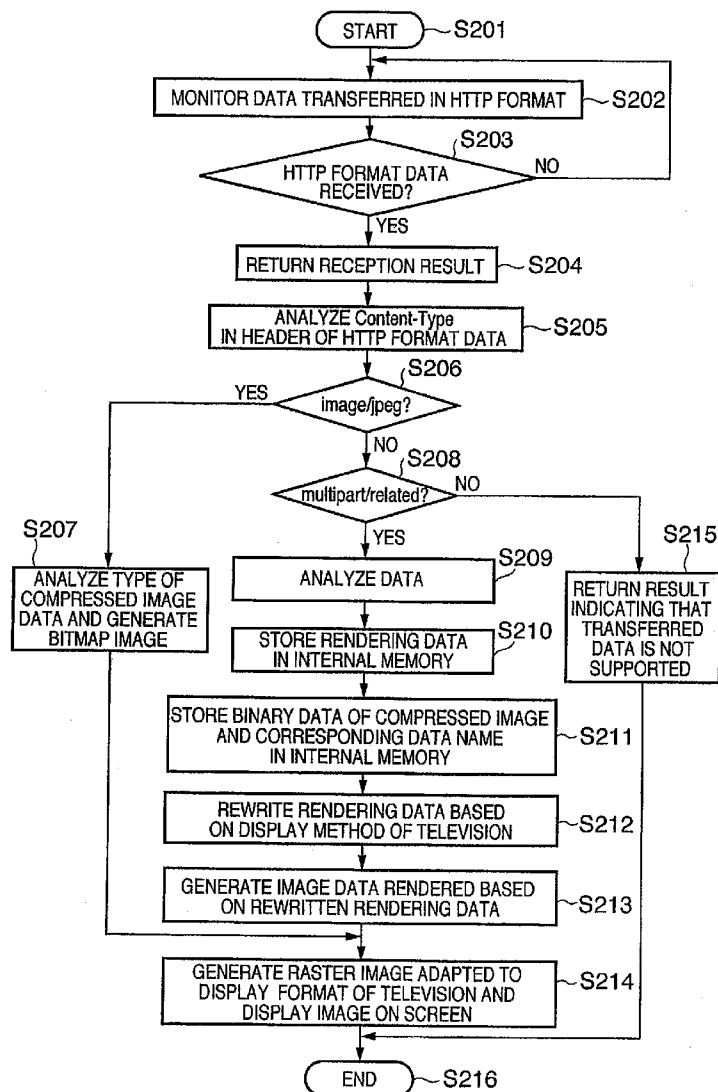 START
S201
MONITOR DATA TRANSFERRED IN HTTP FORMAT
S202
S203
HTTP FORMAT DATA
RECEIVED?
NO
YES
RETURN RECEPTION RESULT
S204
ANALYZE Content-Type
IN HEADER OF HTTP FORMAT DATA
S205
S206
YES
image/jpeg?
NO
S208
NO
multipart/related?
YES
S207
ANALYZE TYPE OF
COMPRESSED IMAGE
DATA AND GENERATE
BITMAP IMAGE
ANALYZE DATA
S209
S215
RETURN RESULT
INDICATING THAT
TRANSFERRED
DATA IS NOT
SUPPORTED
STORE RENDERING DATA
IN INTERNAL MEMORY
S210
STORE BINARY DATA OF COMPRESSED IMAGE
AND CORRESPONDING DATA NAME
IN INTERNAL MEMORY
S211
REWRITE RENDERING DATA BASED
ON DISPLAY METHOD OF TELEVISION
S212
GENERATE IMAGE DATA RENDERED BASED
ON REWRITTEN RENDERING DATA
S213
GENERATE RASTER IMAGE ADAPTED TO
DISPLAY FORMAT OF TELEVISION AND
DISPLAY IMAGE ON SCREEN
S214
END
S216